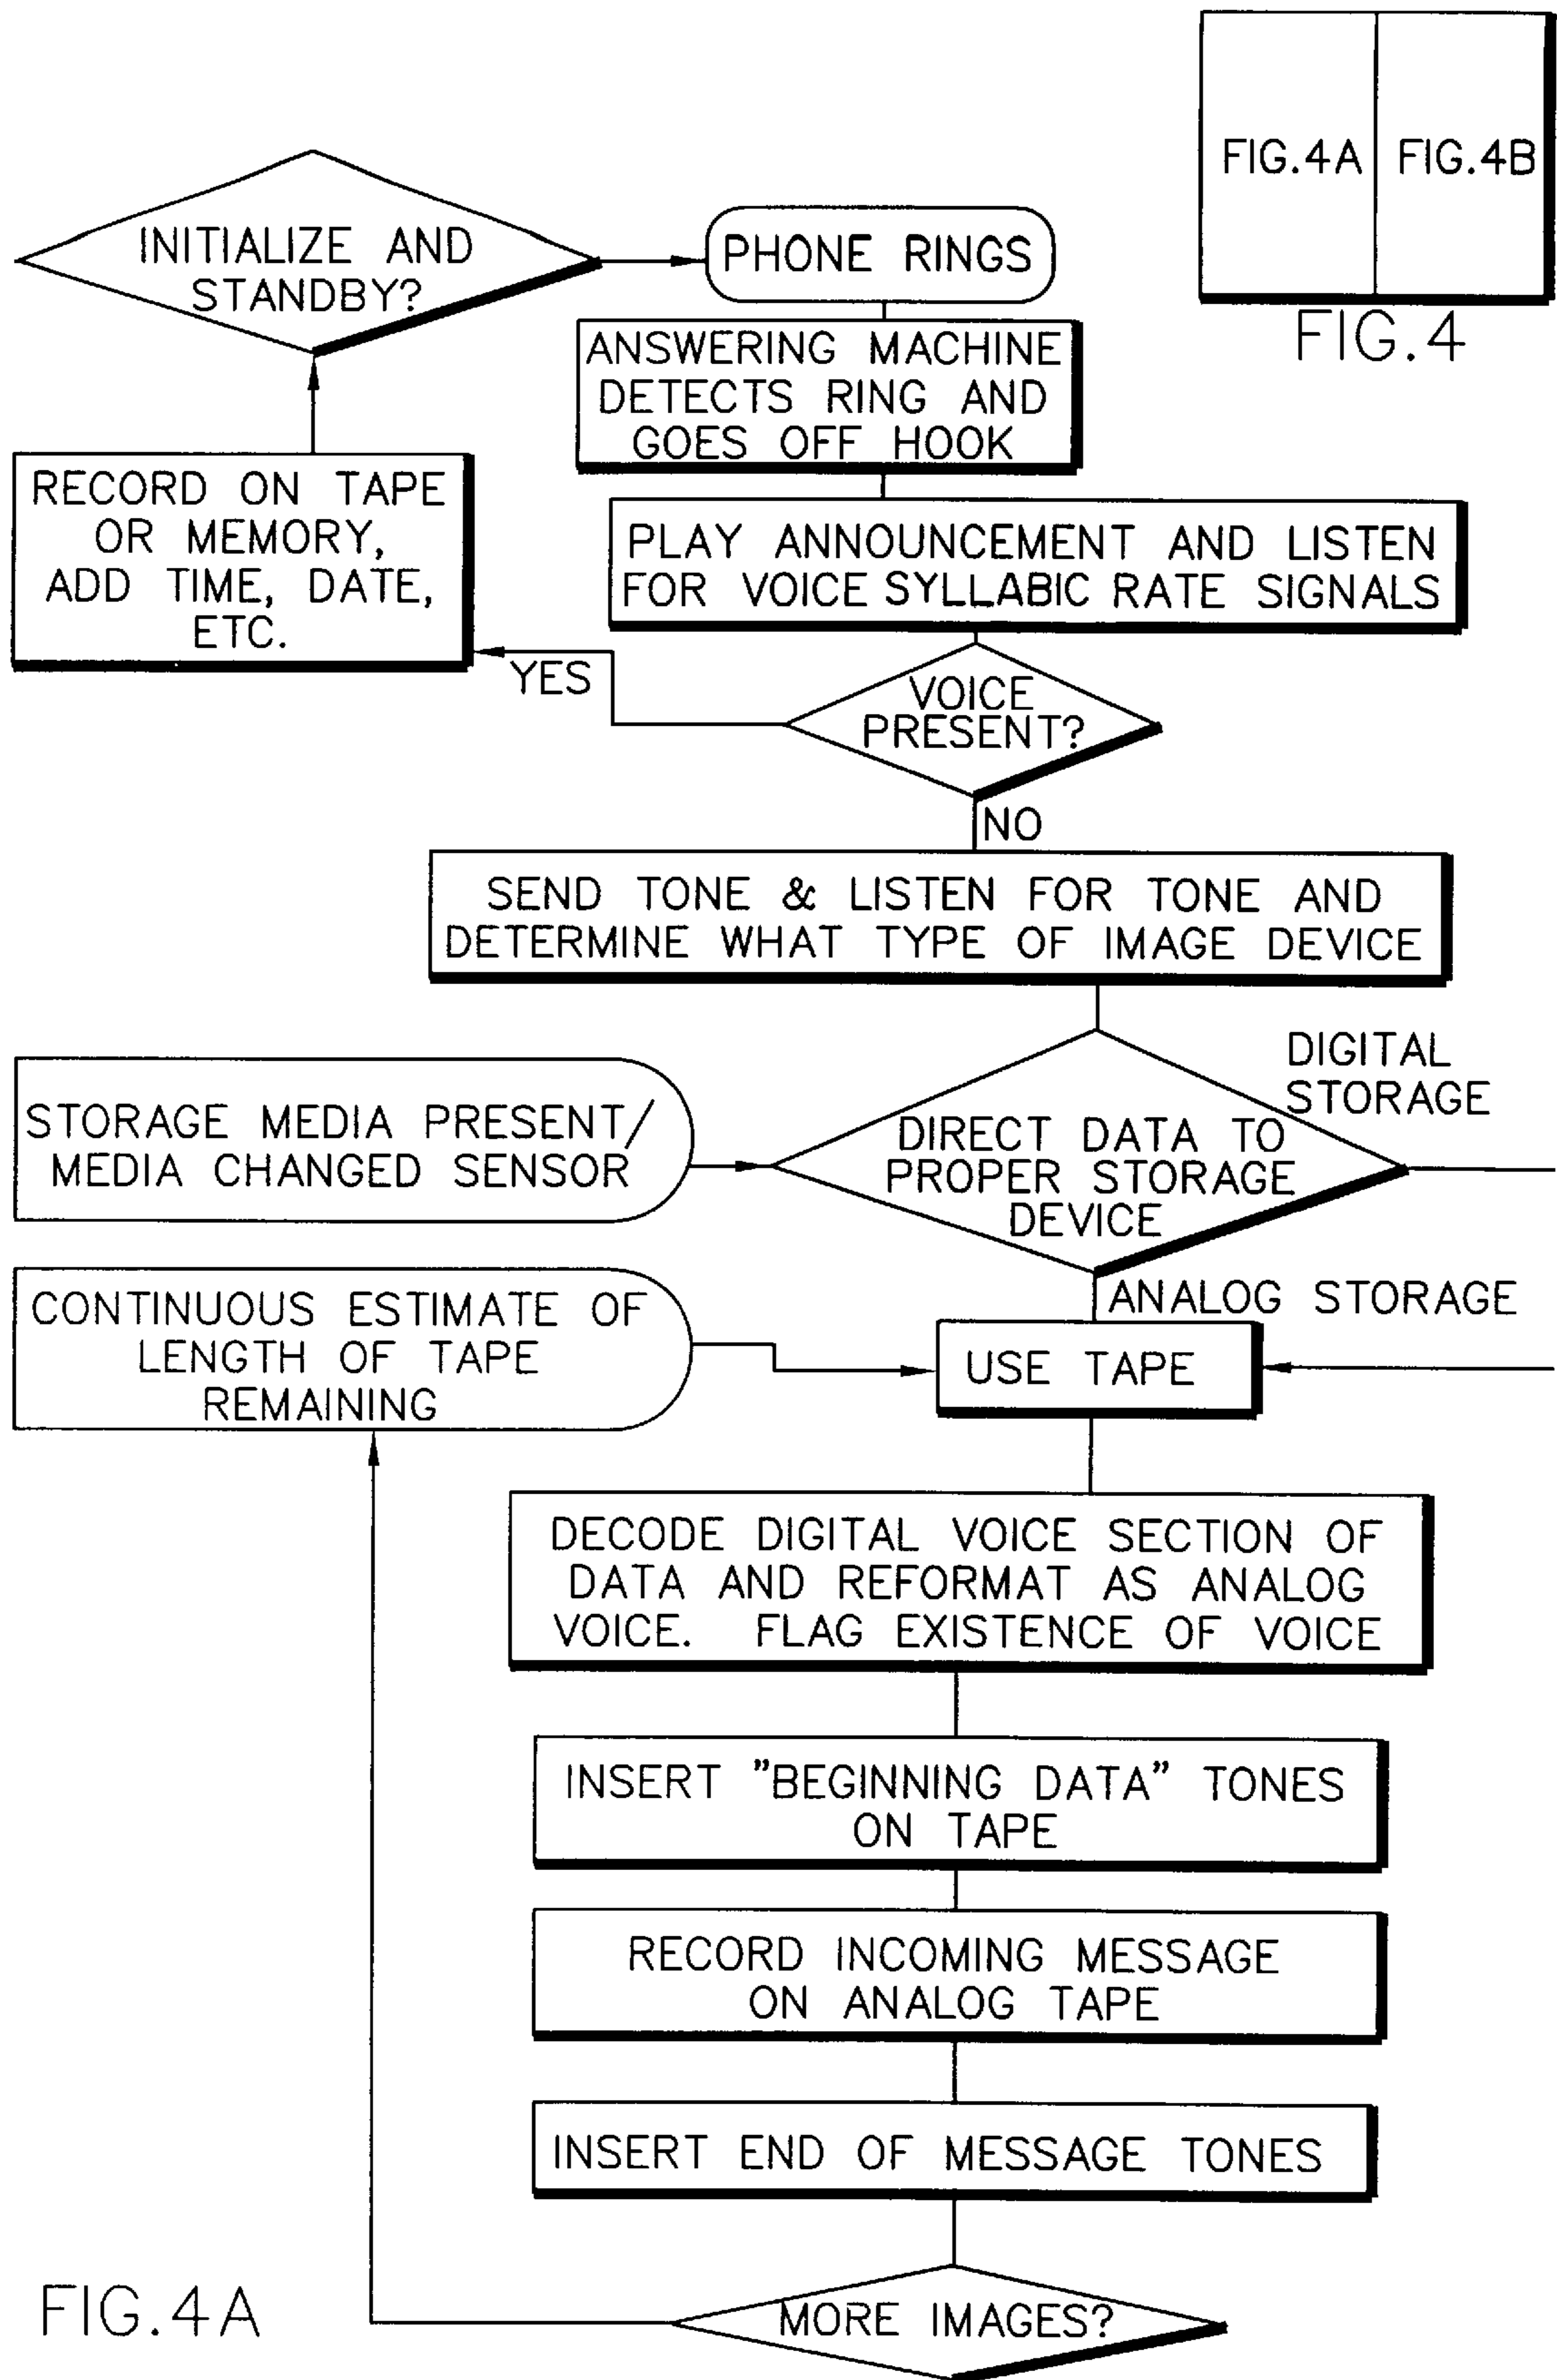 FIG.4A
FIG.4B
FIG.4
INITIALIZE AND
STANDBY?
PHONE RINGS
ANSWERING MACHINE
DETECTS RING AND
GOES OFF HOOK
RECORD ON TAPE
OR MEMORY,
ADD TIME, DATE,
ETC.
PLAY ANNOUNCEMENT AND LISTEN
FOR VOICE SYLLABIC RATE SIGNALS
YES
VOICE
PRESENT?
NO
SEND TONE & LISTEN FOR TONE AND
DETERMINE WHAT TYPE OF IMAGE DEVICE
DIGITAL
STORAGE
STORAGE MEDIA PRESENT/
MEDIA CHANGED SENSOR
DIRECT DATA TO
PROPER STORAGE
DEVICE
ANALOG STORAGE
CONTINUOUS ESTIMATE OF
LENGTH OF TAPE
REMAINING
USE TAPE
DECODE DIGITAL VOICE SECTION OF
DATA AND REFORMAT AS ANALOG
VOICE. FLAG EXISTENCE OF VOICE
INSERT "BEGINNING DATA" TONES
ON TAPE
RECORD INCOMING MESSAGE
ON ANALOG TAPE
INSERT END OF MESSAGE TONES
MORE IMAGES?
FIG.4A